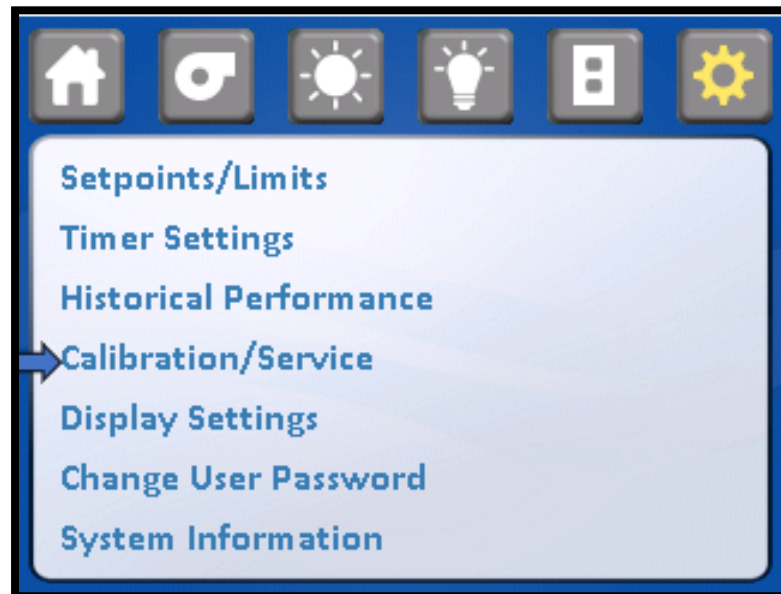 Setpoints/Limits
Timer Settings
Historical Performance
Calibration/Service
Display Settings
Change User Password
System Information